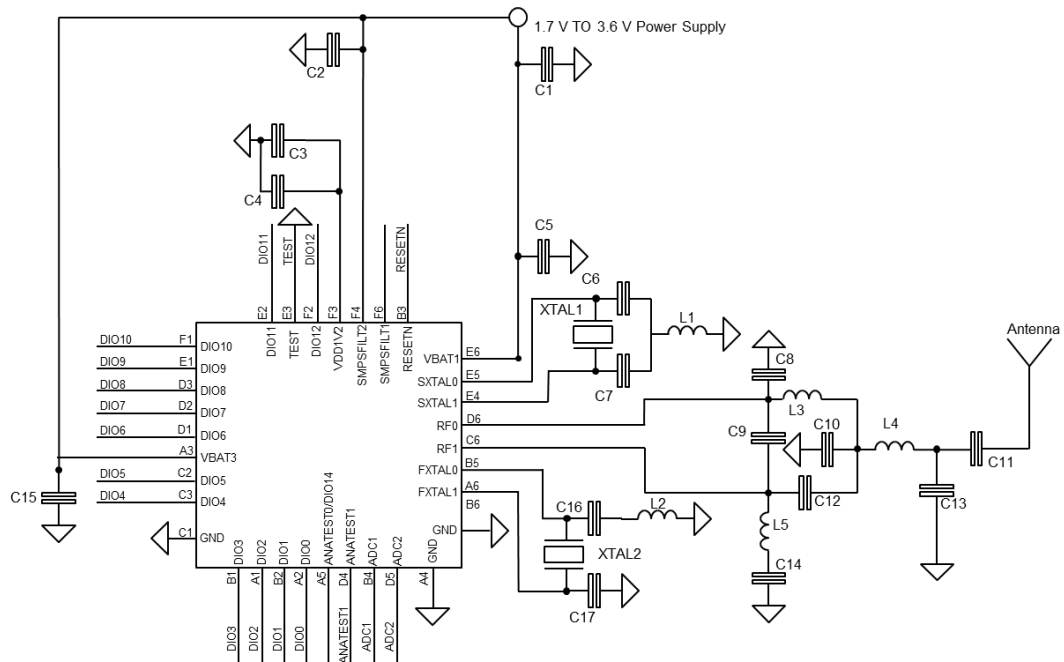 1.7 V TO 3.6 V Power Supply
C2
C1
C3
C4
C5
DIO11
TEST
DIO12
RESETN
E2
E3
F2
F3
F4
F6
B3
DIO11
TEST
DIO12
VDD1V2
SMPSFILT2
SMPSFILT1
RESETN
C6
XTAL1
L1
C7
Antenna
DIO10
F1
DIO10
DIO9
E1
DIO9
DIO8
D3
DIO8
DIO7
D2
DIO7
DIO6
D1
DIO6
A3
VBAT3
DIO5
C2
DIO5
DIO4
C3
DIO4
C15
C1
GND
VBAT1
E6
SXTAL0
E5
SXTAL1
E4
RF0
D6
RF1
C6
FXTAL0
B5
FXTAL1
A6
B6
GND
C8
L3
C9
C10
L4
C11
C12
C13
L5
C14
C16
L2
XTAL2
C17
DIO3
DIO2
DIO1
DIO0
ANATEST0/DIO14
ANATEST1
ADC1
ADC2
GND
B1
A1
B2
A2
A5
D4
B4
D5
A4
DIO3
DIO2
DIO1
DIO0
ANATEST1
ADC1
ADC2